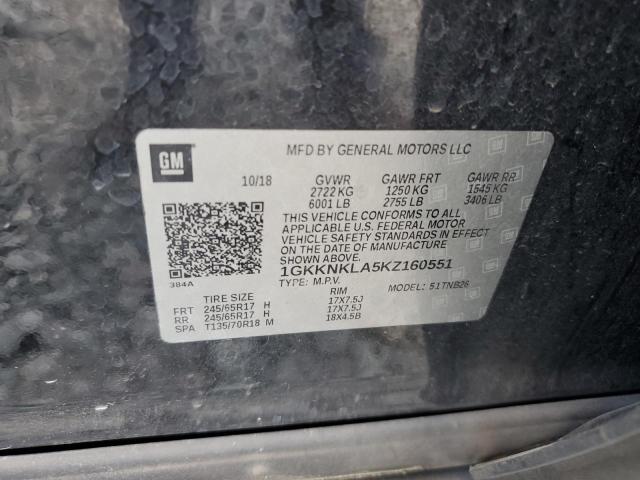 GM
MFD BY GENERAL MOTORS LLC
10/18 GVWR GAWR FRT GAWR RR
2722 KG 1250 KG 1545 KG
6001 LB 2755 LB 3406 LB
THIS VEHICLE CONFORMS TO ALL
APPLICABLE U.S. FEDERAL MOTOR
VEHICLE SAFETY STANDARDS IN EFFECT
ON THE DATE OF MANUFACTURE
SHOWN ABOVE.
384A
1GKKNKLA5KZ160551
TYPE: M.P.V. MODEL: 51TNB26
TIRE SIZE RIM
FRT 245/65R17 H 17X7.5J
RR 245/65R17 H 17X7.5J
SPA T135/70R18 M 18X4.5B